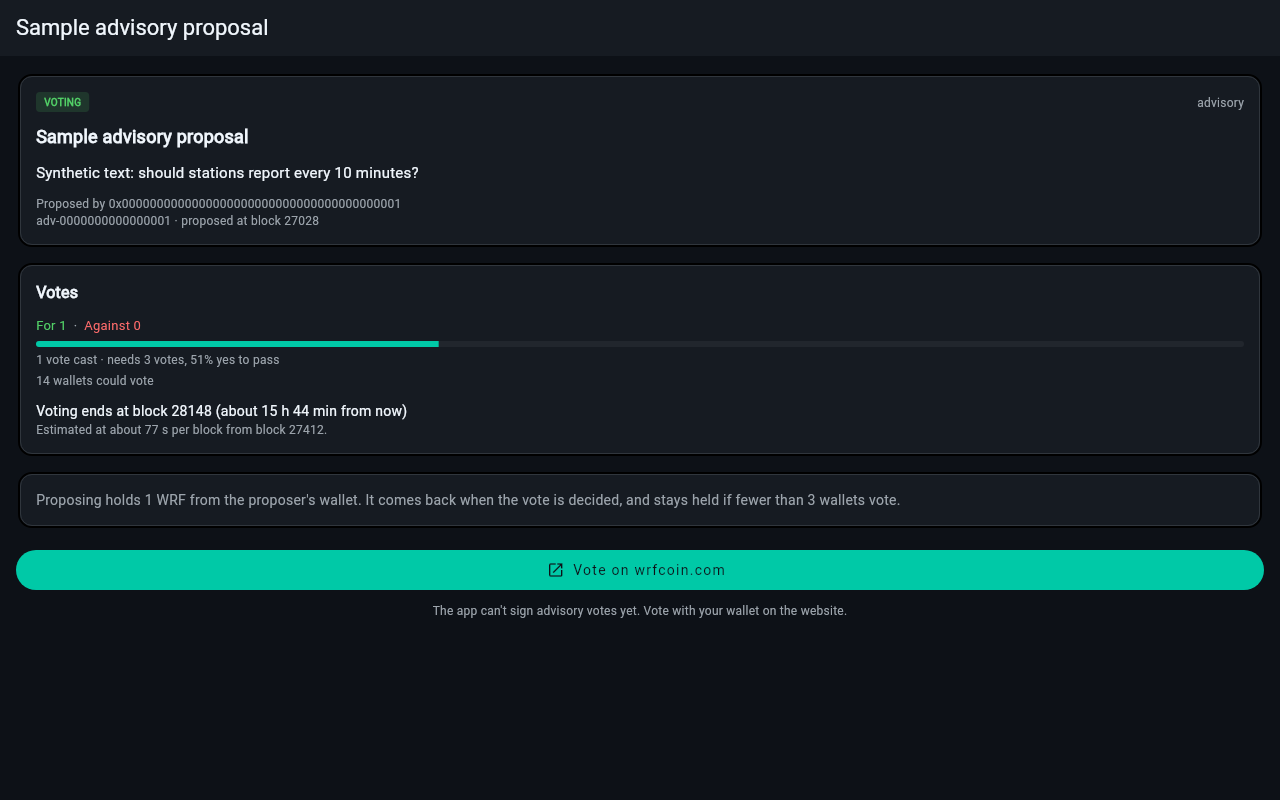 Sample advisory proposal
VOTING
advisory
Sample advisory proposal
Synthetic text: should stations report every 10 minutes?
Proposed by 0x0000000000000000000000000000000000000001
adv-0000000000000001 · proposed at block 27028
Votes
For 1 · Against 0
1 vote cast · needs 3 votes, 51% yes to pass
14 wallets could vote
Voting ends at block 28148 (about 15 h 44 min from now)
Estimated at about 77 s per block from block 27412.
Proposing holds 1 WRF from the proposer's wallet. It comes back when the vote is decided, and stays held if fewer than 3 wallets vote.
Vote on wrfcoin.com
The app can't sign advisory votes yet. Vote with your wallet on the website.